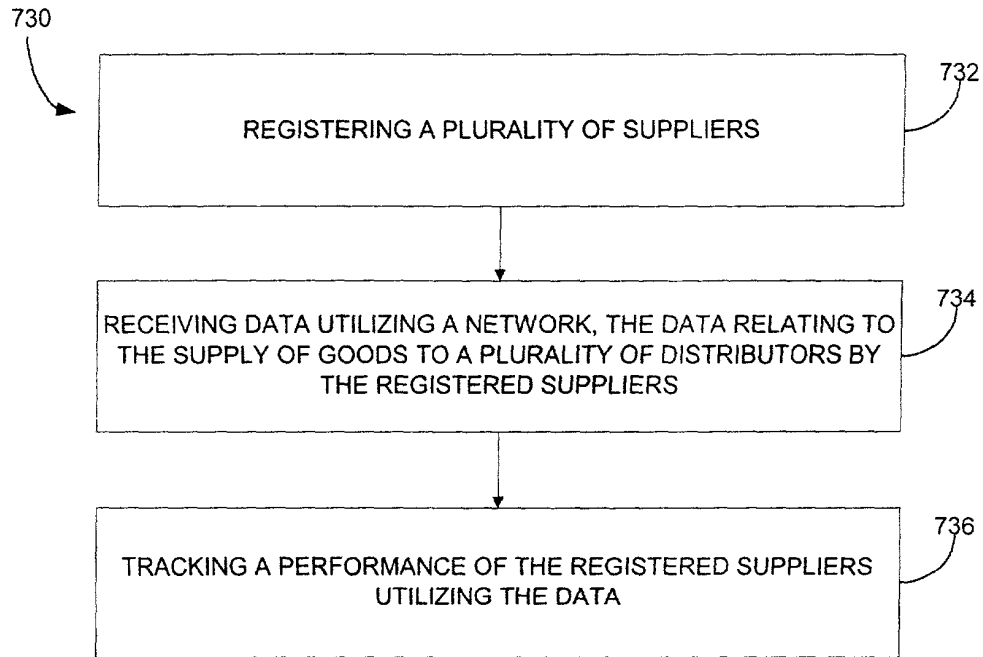 730
732
REGISTERING A PLURALITY OF SUPPLIERS
734
RECEIVING DATA UTILIZING A NETWORK, THE DATA RELATING TO
THE SUPPLY OF GOODS TO A PLURALITY OF DISTRIBUTORS BY
THE REGISTERED SUPPLIERS
736
TRACKING A PERFORMANCE OF THE REGISTERED SUPPLIERS
UTILIZING THE DATA